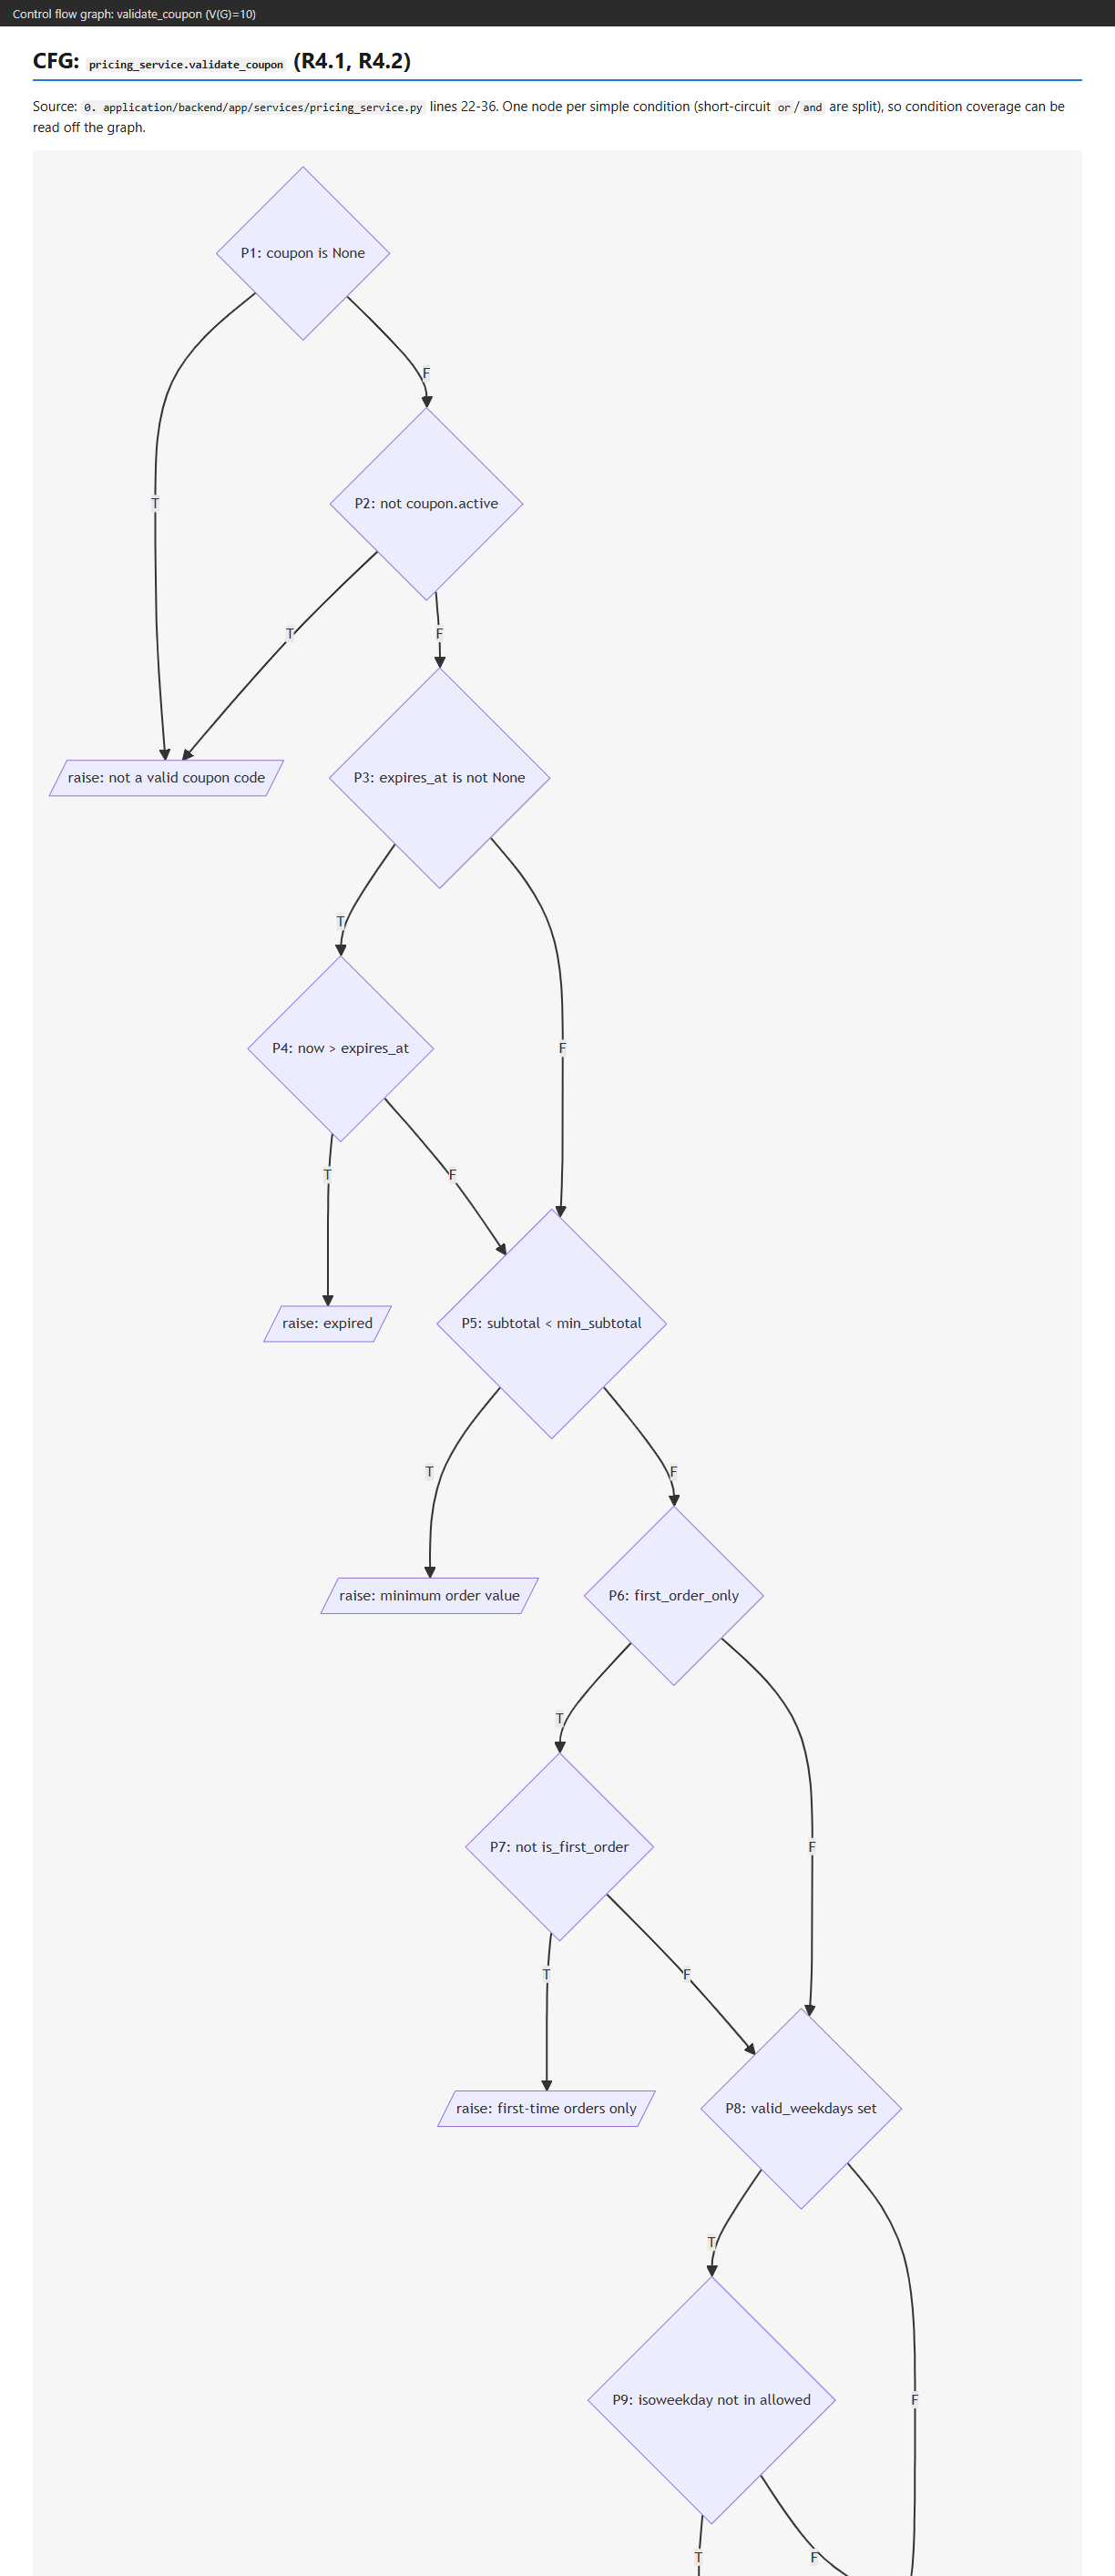 Control flow graph: validate_coupon (V(G)=10)
CFG: pricing_service.validate_coupon (R4.1, R4.2)
Source: 0. application/backend/app/services/pricing_service.py lines 22-36. One node per simple condition (short-circuit or / and are split), so condition coverage can be
read off the graph.
P1: coupon is None
F
T
P2: not coupon.active
T
F
raise: not a valid coupon code
P3: expires_at is not None
T
P4: now > expires_at
F
T
F
raise: expired
P5: subtotal < min_subtotal
T
F
raise: minimum order value
P6: first_order_only
T
P7: not is_first_order
F
T
F
raise: first-time orders only
P8: valid_weekdays set
T
P9: isoweekday not in allowed
F
T
F